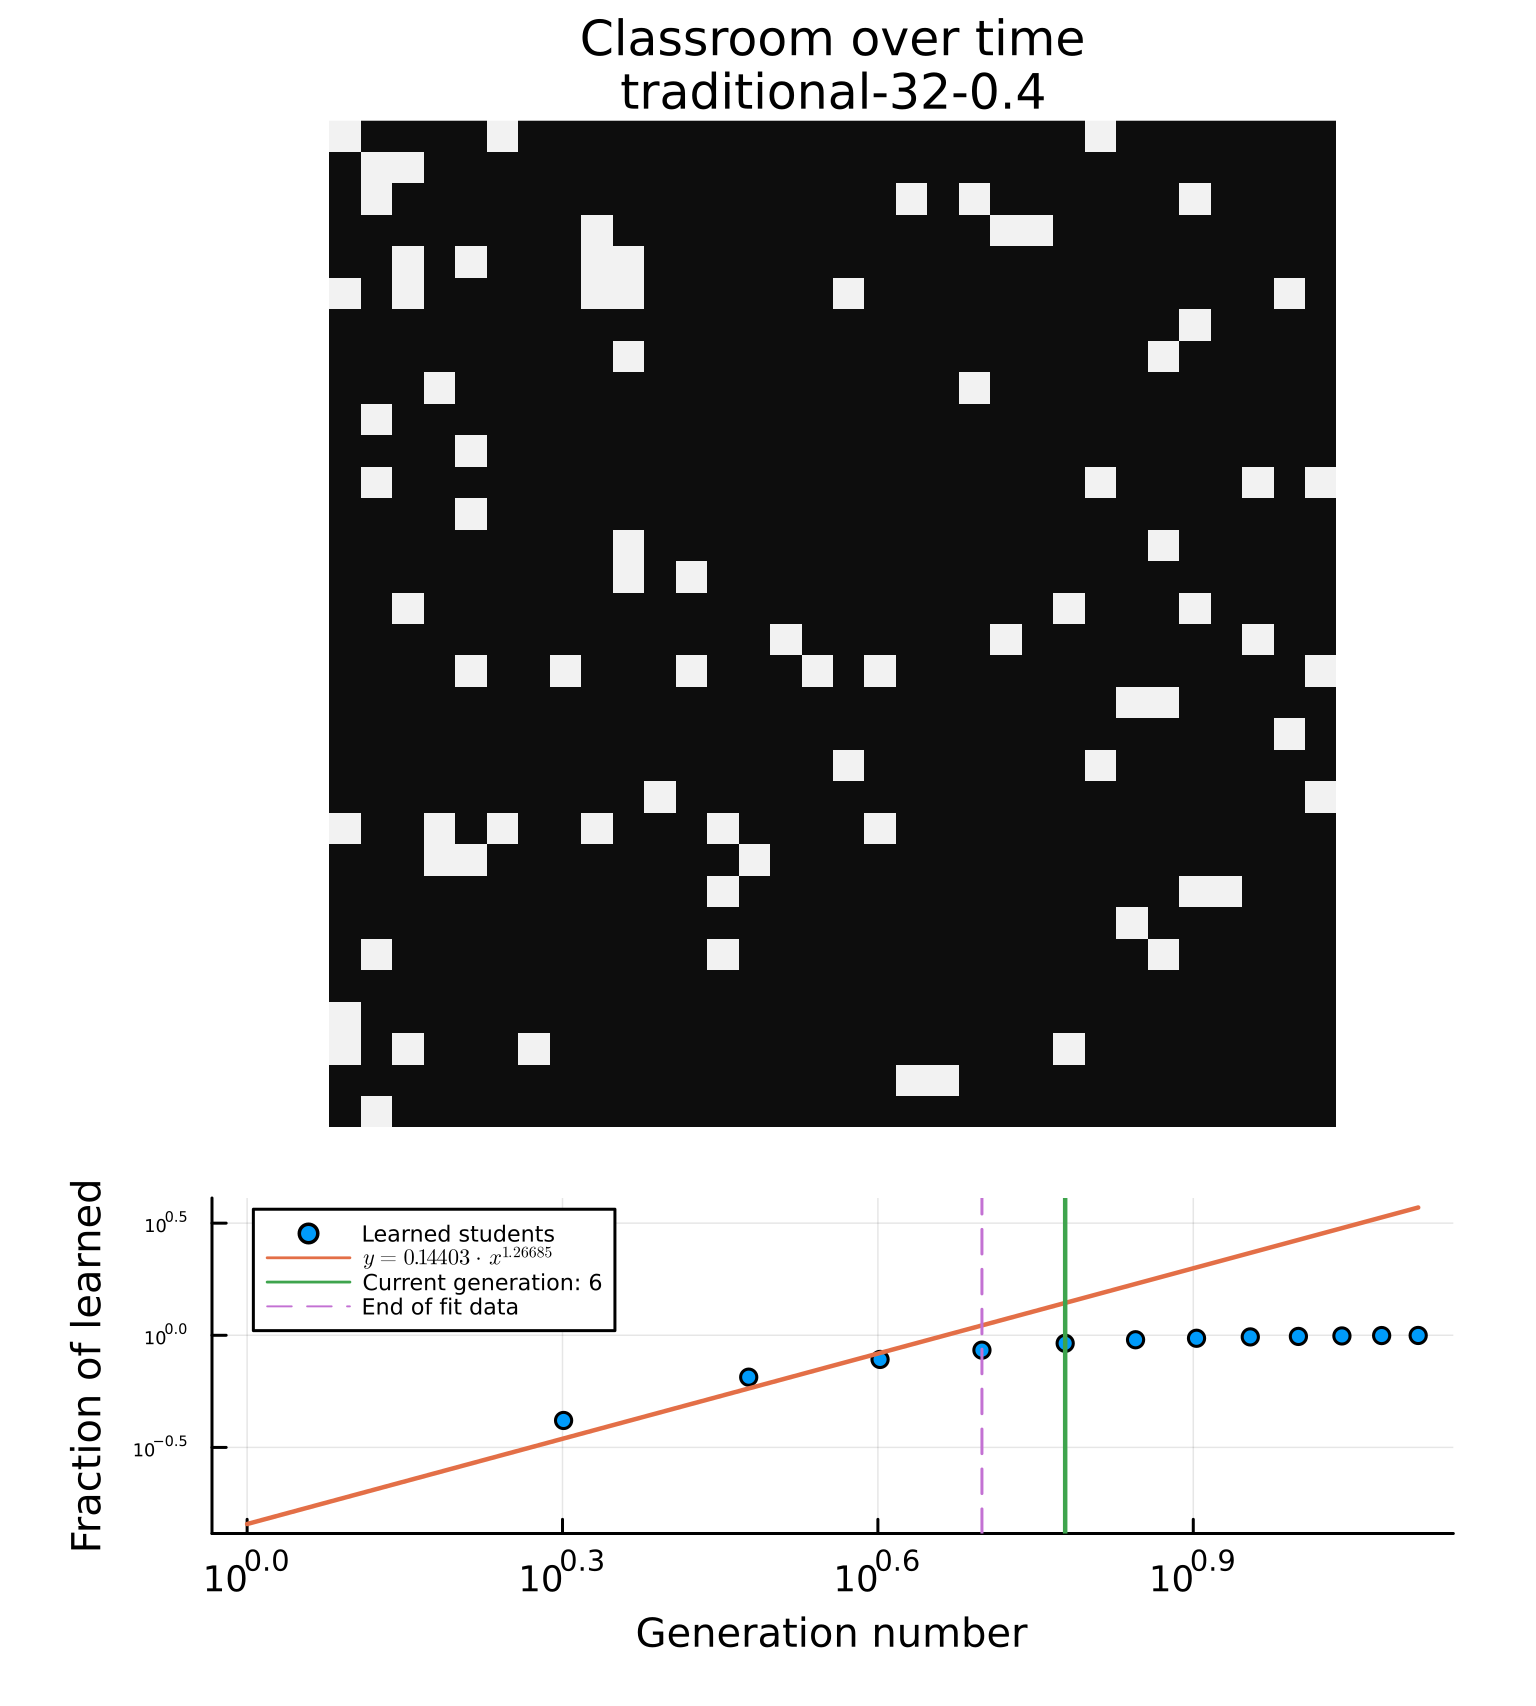 Classroom over time
traditional-32-0.4
Fraction of learned
10^0.5
10^0.0
10^−0.5
Learned students
y = 0.14403 · x^1.26685
Current generation: 6
End of fit data
10^0.0 10^0.3 10^0.6 10^0.9
Generation number